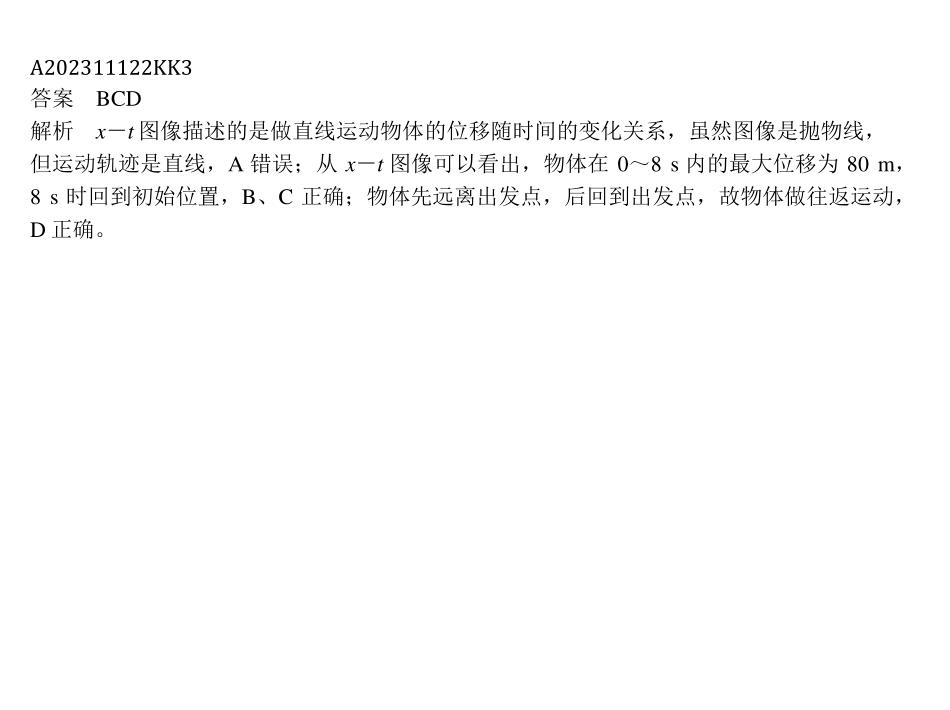 A202311122KK3
答案　BCD
解析　x－t 图像描述的是做直线运动物体的位移随时间的变化关系，虽然图像是抛物线，
但运动轨迹是直线，A 错误；从 x－t 图像可以看出，物体在 0～8 s 内的最大位移为 80 m，
8 s 时回到初始位置，B、C 正确；物体先远离出发点，后回到出发点，故物体做往返运动，
D 正确。